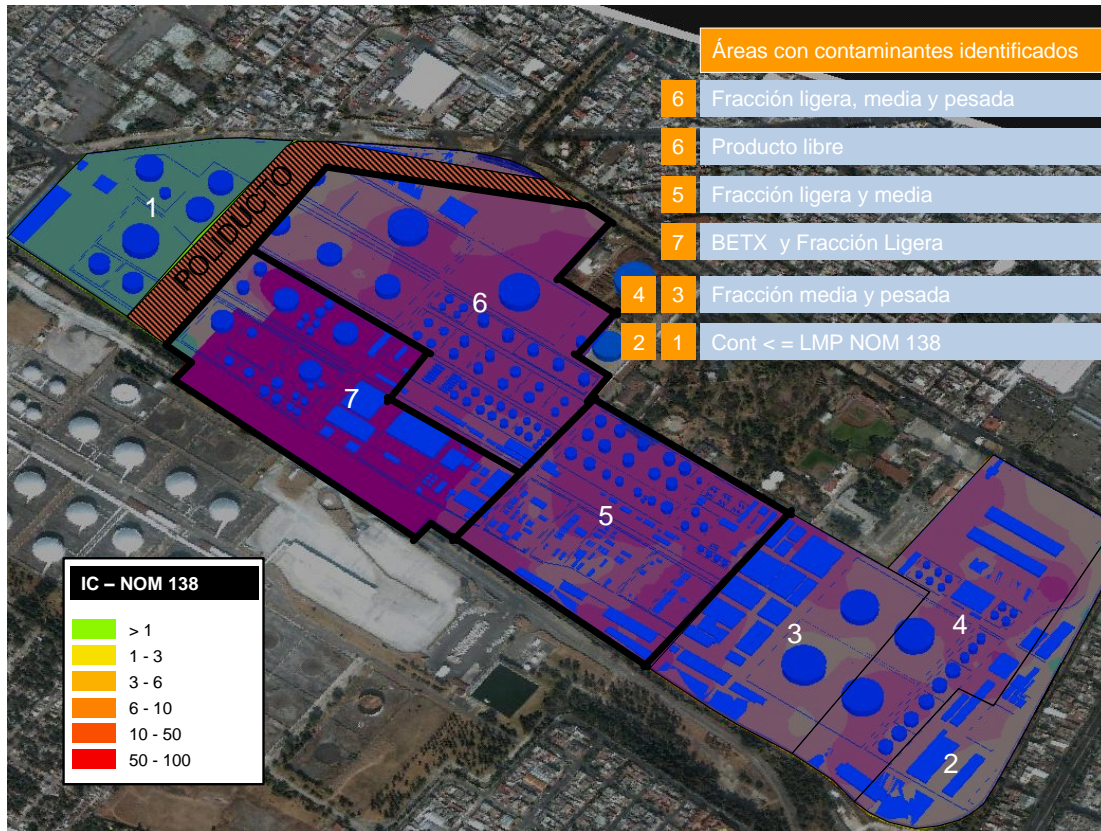 Áreas con contaminantes identificados
6 Fracción ligera, media y pesada
6 Producto libre
5 Fracción ligera y media
7 BETX y Fracción Ligera
4 3 Fracción media y pesada
2 1 Cont < = LMP NOM 138
1
POLIDUCTO
6
7
5
3
4
2
IC – NOM 138
> 1
1 - 3
3 - 6
6 - 10
10 - 50
50 - 100